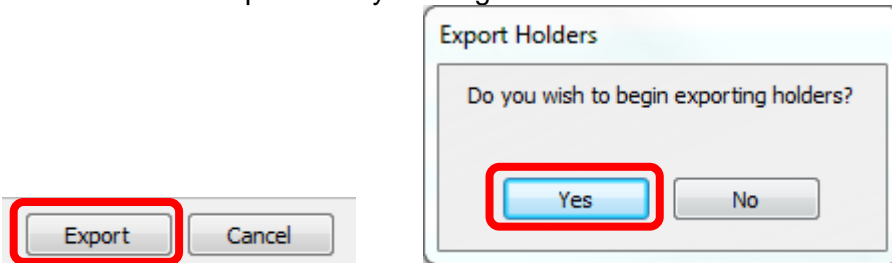 Export Holders
Do you wish to begin exporting holders?
Yes No
Export Cancel